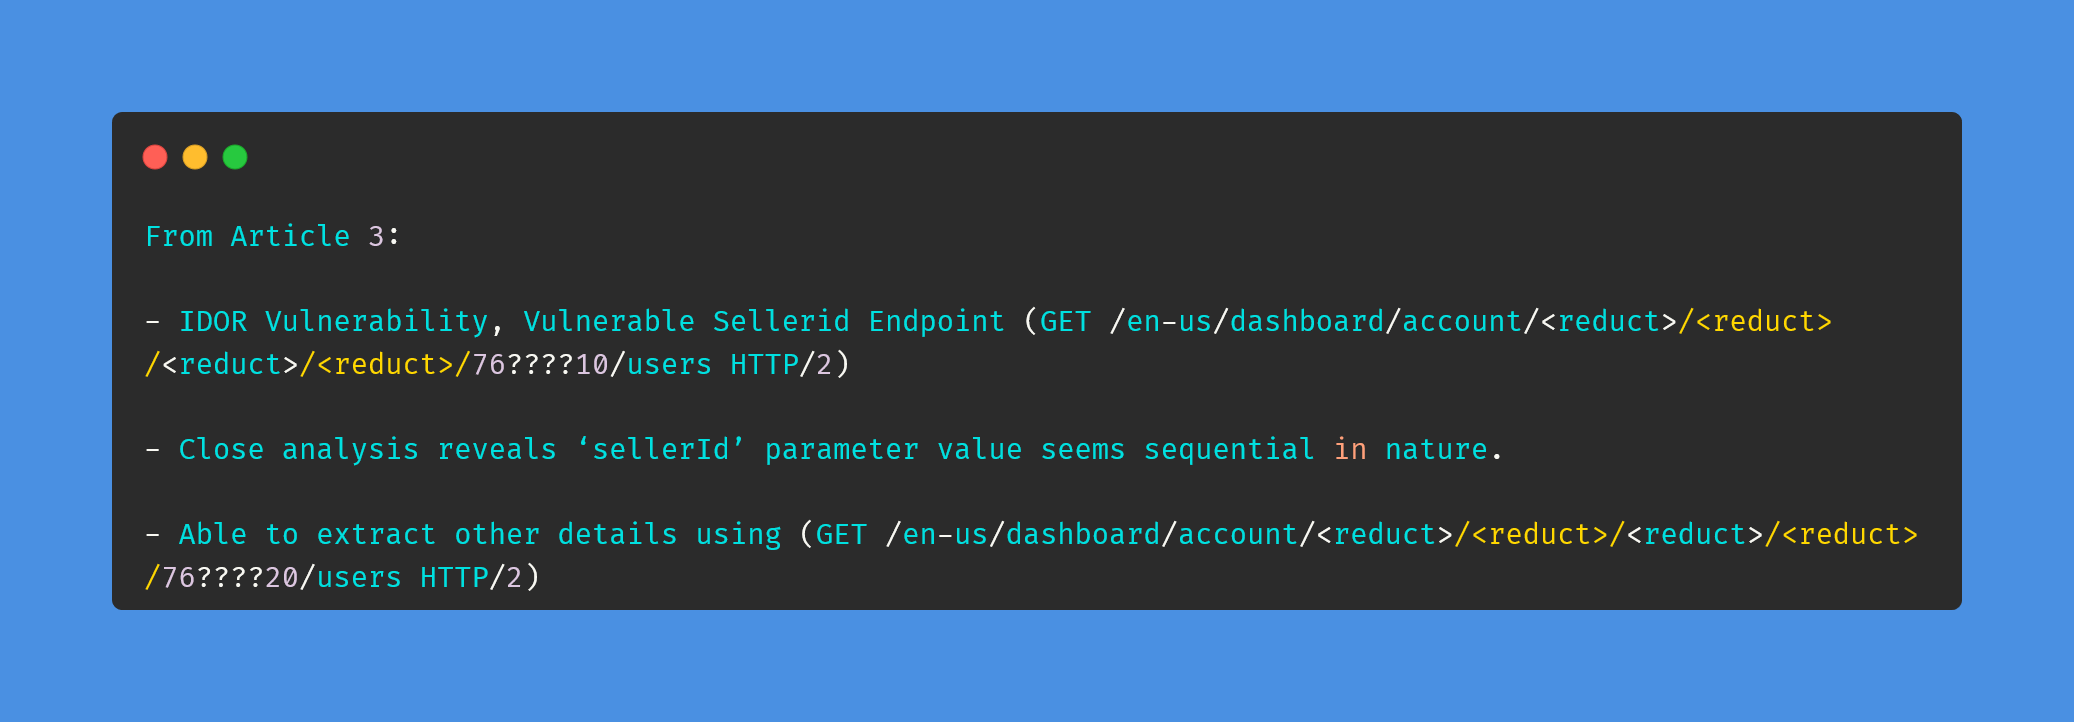 From Article 3:
- IDOR Vulnerability, Vulnerable Sellerid Endpoint (GET /en-us/dashboard/account/<reduct>/<reduct>
/<reduct>/<reduct>/76????10/users HTTP/2)
- Close analysis reveals ‘sellerId’ parameter value seems sequential in nature.
- Able to extract other details using (GET /en-us/dashboard/account/<reduct>/<reduct>/<reduct>/<reduct>
/76????20/users HTTP/2)